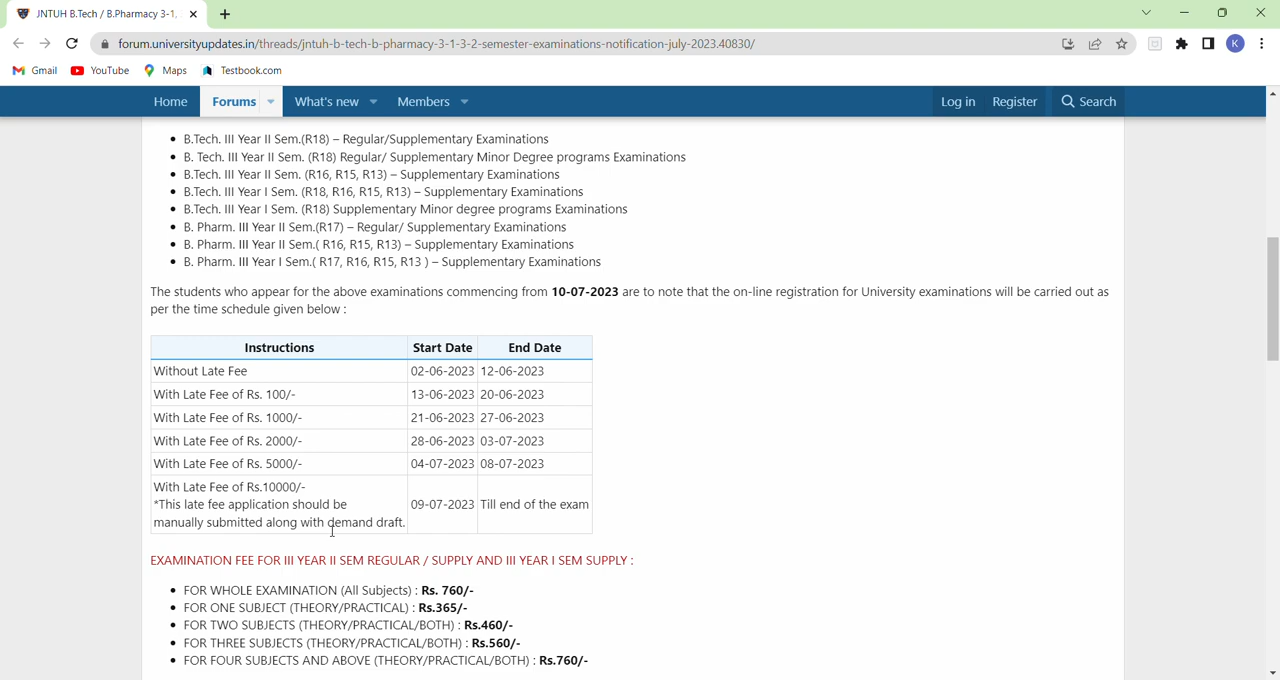 JNTUH B.Tech / B.Pharmacy 3-1,
forum.universityupdates.in/threads/jntuh-b-tech-b-pharmacy-3-1-3-2-semester-examinations-notification-july-2023.40830/
K
Gmail YouTube Maps Testbook.com
Home Forums What's new Members Log in Register Search
• B.Tech. III Year II Sem.(R18) – Regular/Supplementary Examinations
• B. Tech. III Year II Sem. (R18) Regular/ Supplementary Minor Degree programs Examinations
• B.Tech. III Year II Sem. (R16, R15, R13) – Supplementary Examinations
• B.Tech. III Year I Sem. (R18, R16, R15, R13) – Supplementary Examinations
• B.Tech. III Year I Sem. (R18) Supplementary Minor degree programs Examinations
• B. Pharm. III Year II Sem.(R17) – Regular/ Supplementary Examinations
• B. Pharm. III Year II Sem.( R16, R15, R13) – Supplementary Examinations
• B. Pharm. III Year I Sem.( R17, R16, R15, R13 ) – Supplementary Examinations
The students who appear for the above examinations commencing from 10-07-2023 are to note that the on-line registration for University examinations will be carried out as
per the time schedule given below :
Instructions Start Date End Date
Without Late Fee 02-06-2023 12-06-2023
With Late Fee of Rs. 100/- 13-06-2023 20-06-2023
With Late Fee of Rs. 1000/- 21-06-2023 27-06-2023
With Late Fee of Rs. 2000/- 28-06-2023 03-07-2023
With Late Fee of Rs. 5000/- 04-07-2023 08-07-2023
With Late Fee of Rs.10000/-
*This late fee application should be 09-07-2023 Till end of the exam
manually submitted along with demand draft.
EXAMINATION FEE FOR III YEAR II SEM REGULAR / SUPPLY AND III YEAR I SEM SUPPLY :
• FOR WHOLE EXAMINATION (All Subjects) : Rs. 760/-
• FOR ONE SUBJECT (THEORY/PRACTICAL) : Rs.365/-
• FOR TWO SUBJECTS (THEORY/PRACTICAL/BOTH) : Rs.460/-
• FOR THREE SUBJECTS (THEORY/PRACTICAL/BOTH) : Rs.560/-
• FOR FOUR SUBJECTS AND ABOVE (THEORY/PRACTICAL/BOTH) : Rs.760/-